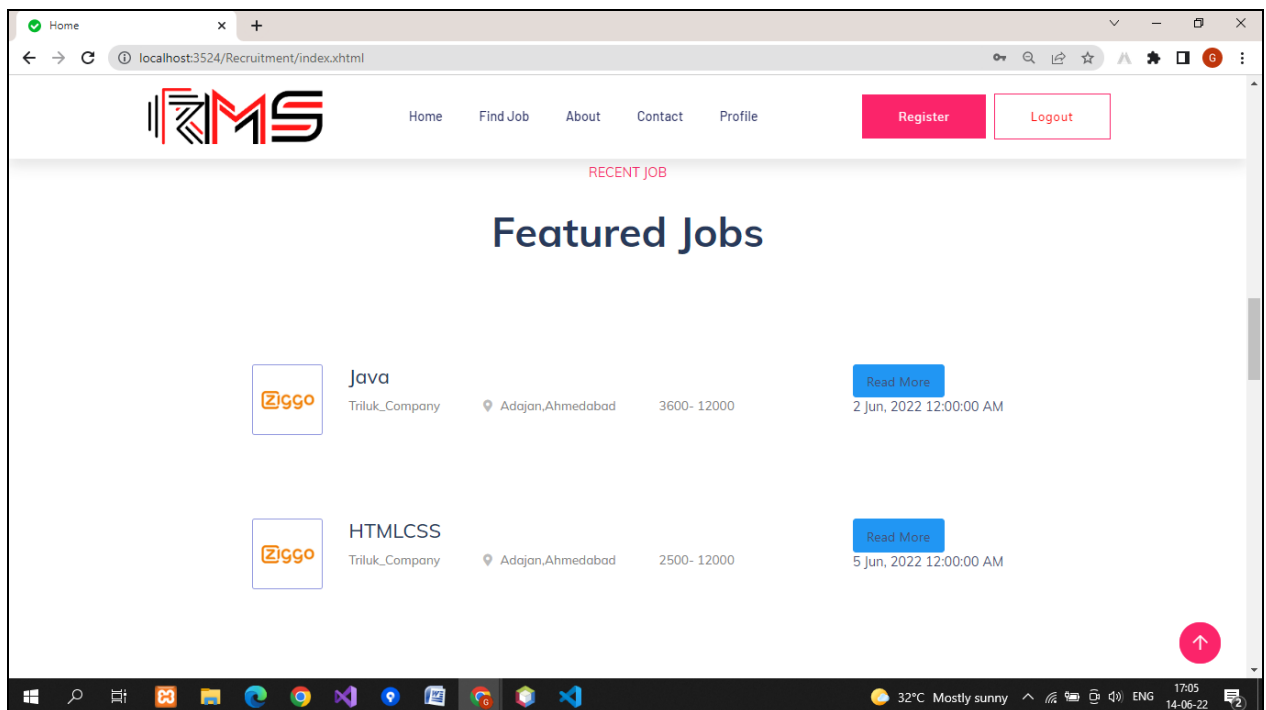 Home
localhost:3524/Recruitment/index.xhtml
G
RMS
Home Find Job About Contact Profile Register Logout
RECENT JOB
Featured Jobs
Ziggo
Java
Read More
Triluk_Company Adajan,Ahmedabad 3600- 12000
2 Jun, 2022 12:00:00 AM
Ziggo
HTMLCSS
Read More
Triluk_Company Adajan,Ahmedabad 2500- 12000
5 Jun, 2022 12:00:00 AM
32°C Mostly sunny ENG 17:05
14-06-22
2